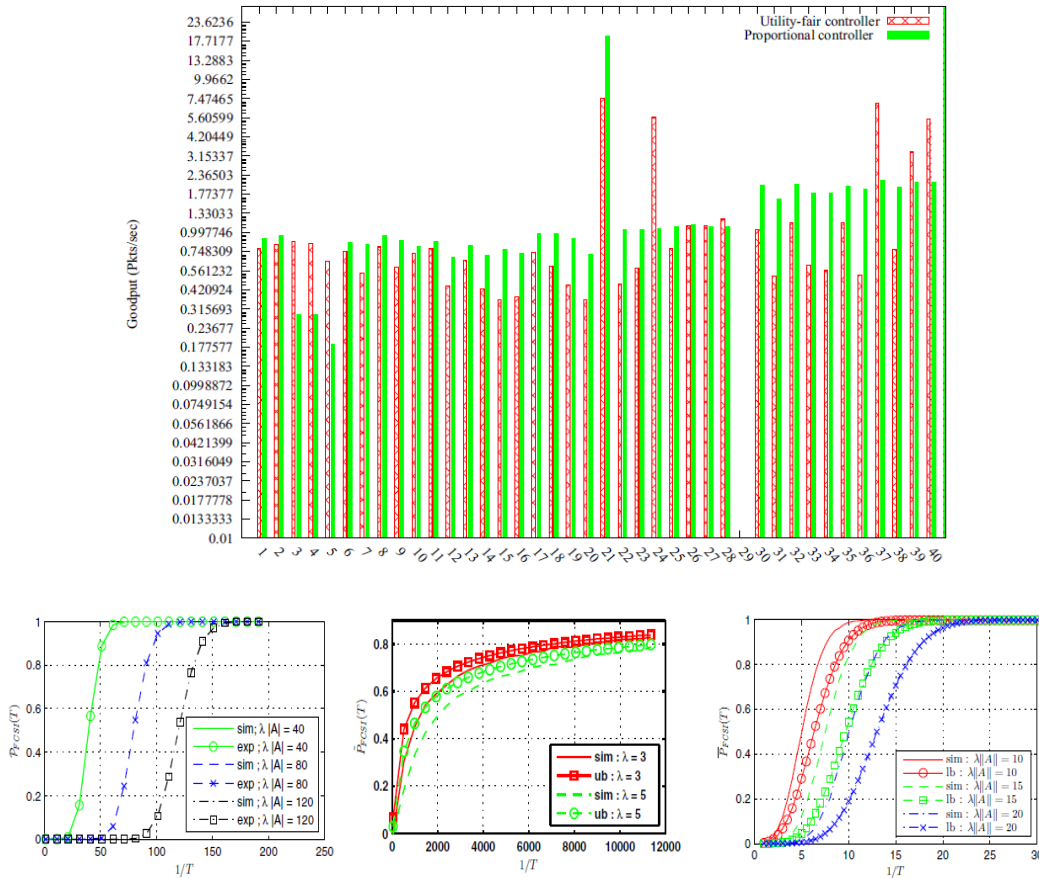 Utility-fair controller
Proportional controller
Goodput (Pkts/sec)
23.6236
17.7177
13.2883
9.9662
7.47465
5.60599
4.20449
3.15335
2.36503
1.77377
1.33033
0.997746
0.748309
0.561232
0.420924
0.315693
0.23677
0.177577
0.133183
0.0998872
0.0749154
0.0561866
0.0421399
0.0316049
0.0237037
0.0177778
0.0133333
0.01
1 2 3 4 5 6 7 8 9 10 11 12 13 14 15 16 17 18 19 20 21 22 23 24 25 26 27 28 29 30 31 32 33 34 35 36 37 38 39 40
P_{FCSI}(T)
1
0.8
0.6
0.4
0.2
0
sim; λ |A| = 40
exp; λ |A| = 40
sim; λ |A| = 80
exp; λ |A| = 80
sim; λ |A| = 120
exp; λ |A| = 120
0 50 100 150 200 250
1/T
P̄_{FCSI}(T)
0.8
0.6
0.4
0.2
0
sim : λ = 3
ub : λ = 3
sim : λ = 5
ub : λ = 5
0 2000 4000 6000 8000 10000 12000
1/T
P̄_{FCSI}(T)
1
0.8
0.6
0.4
0.2
0
sim : λ||A|| = 10
lb : λ||A|| = 10
sim : λ||A|| = 15
lb : λ||A|| = 15
sim : λ||A|| = 20
lb : λ||A|| = 20
0 5 10 15 20 25 30
1/T